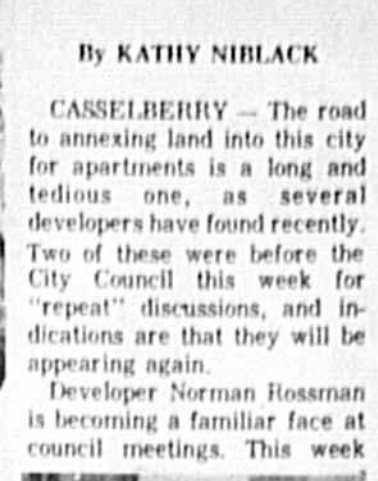 By KATHY NIBLACK
CASSELBERRY — The road
to annexing land into this city
for apartments is a long and
tedious one, as several
developers have found recently.
Two of these were before the
City Council this week for
"repeat" discussions, and in-
dications are that they will be
appearing again.
Developer Norman Rossman
is becoming a familiar face at
council meetings. This week